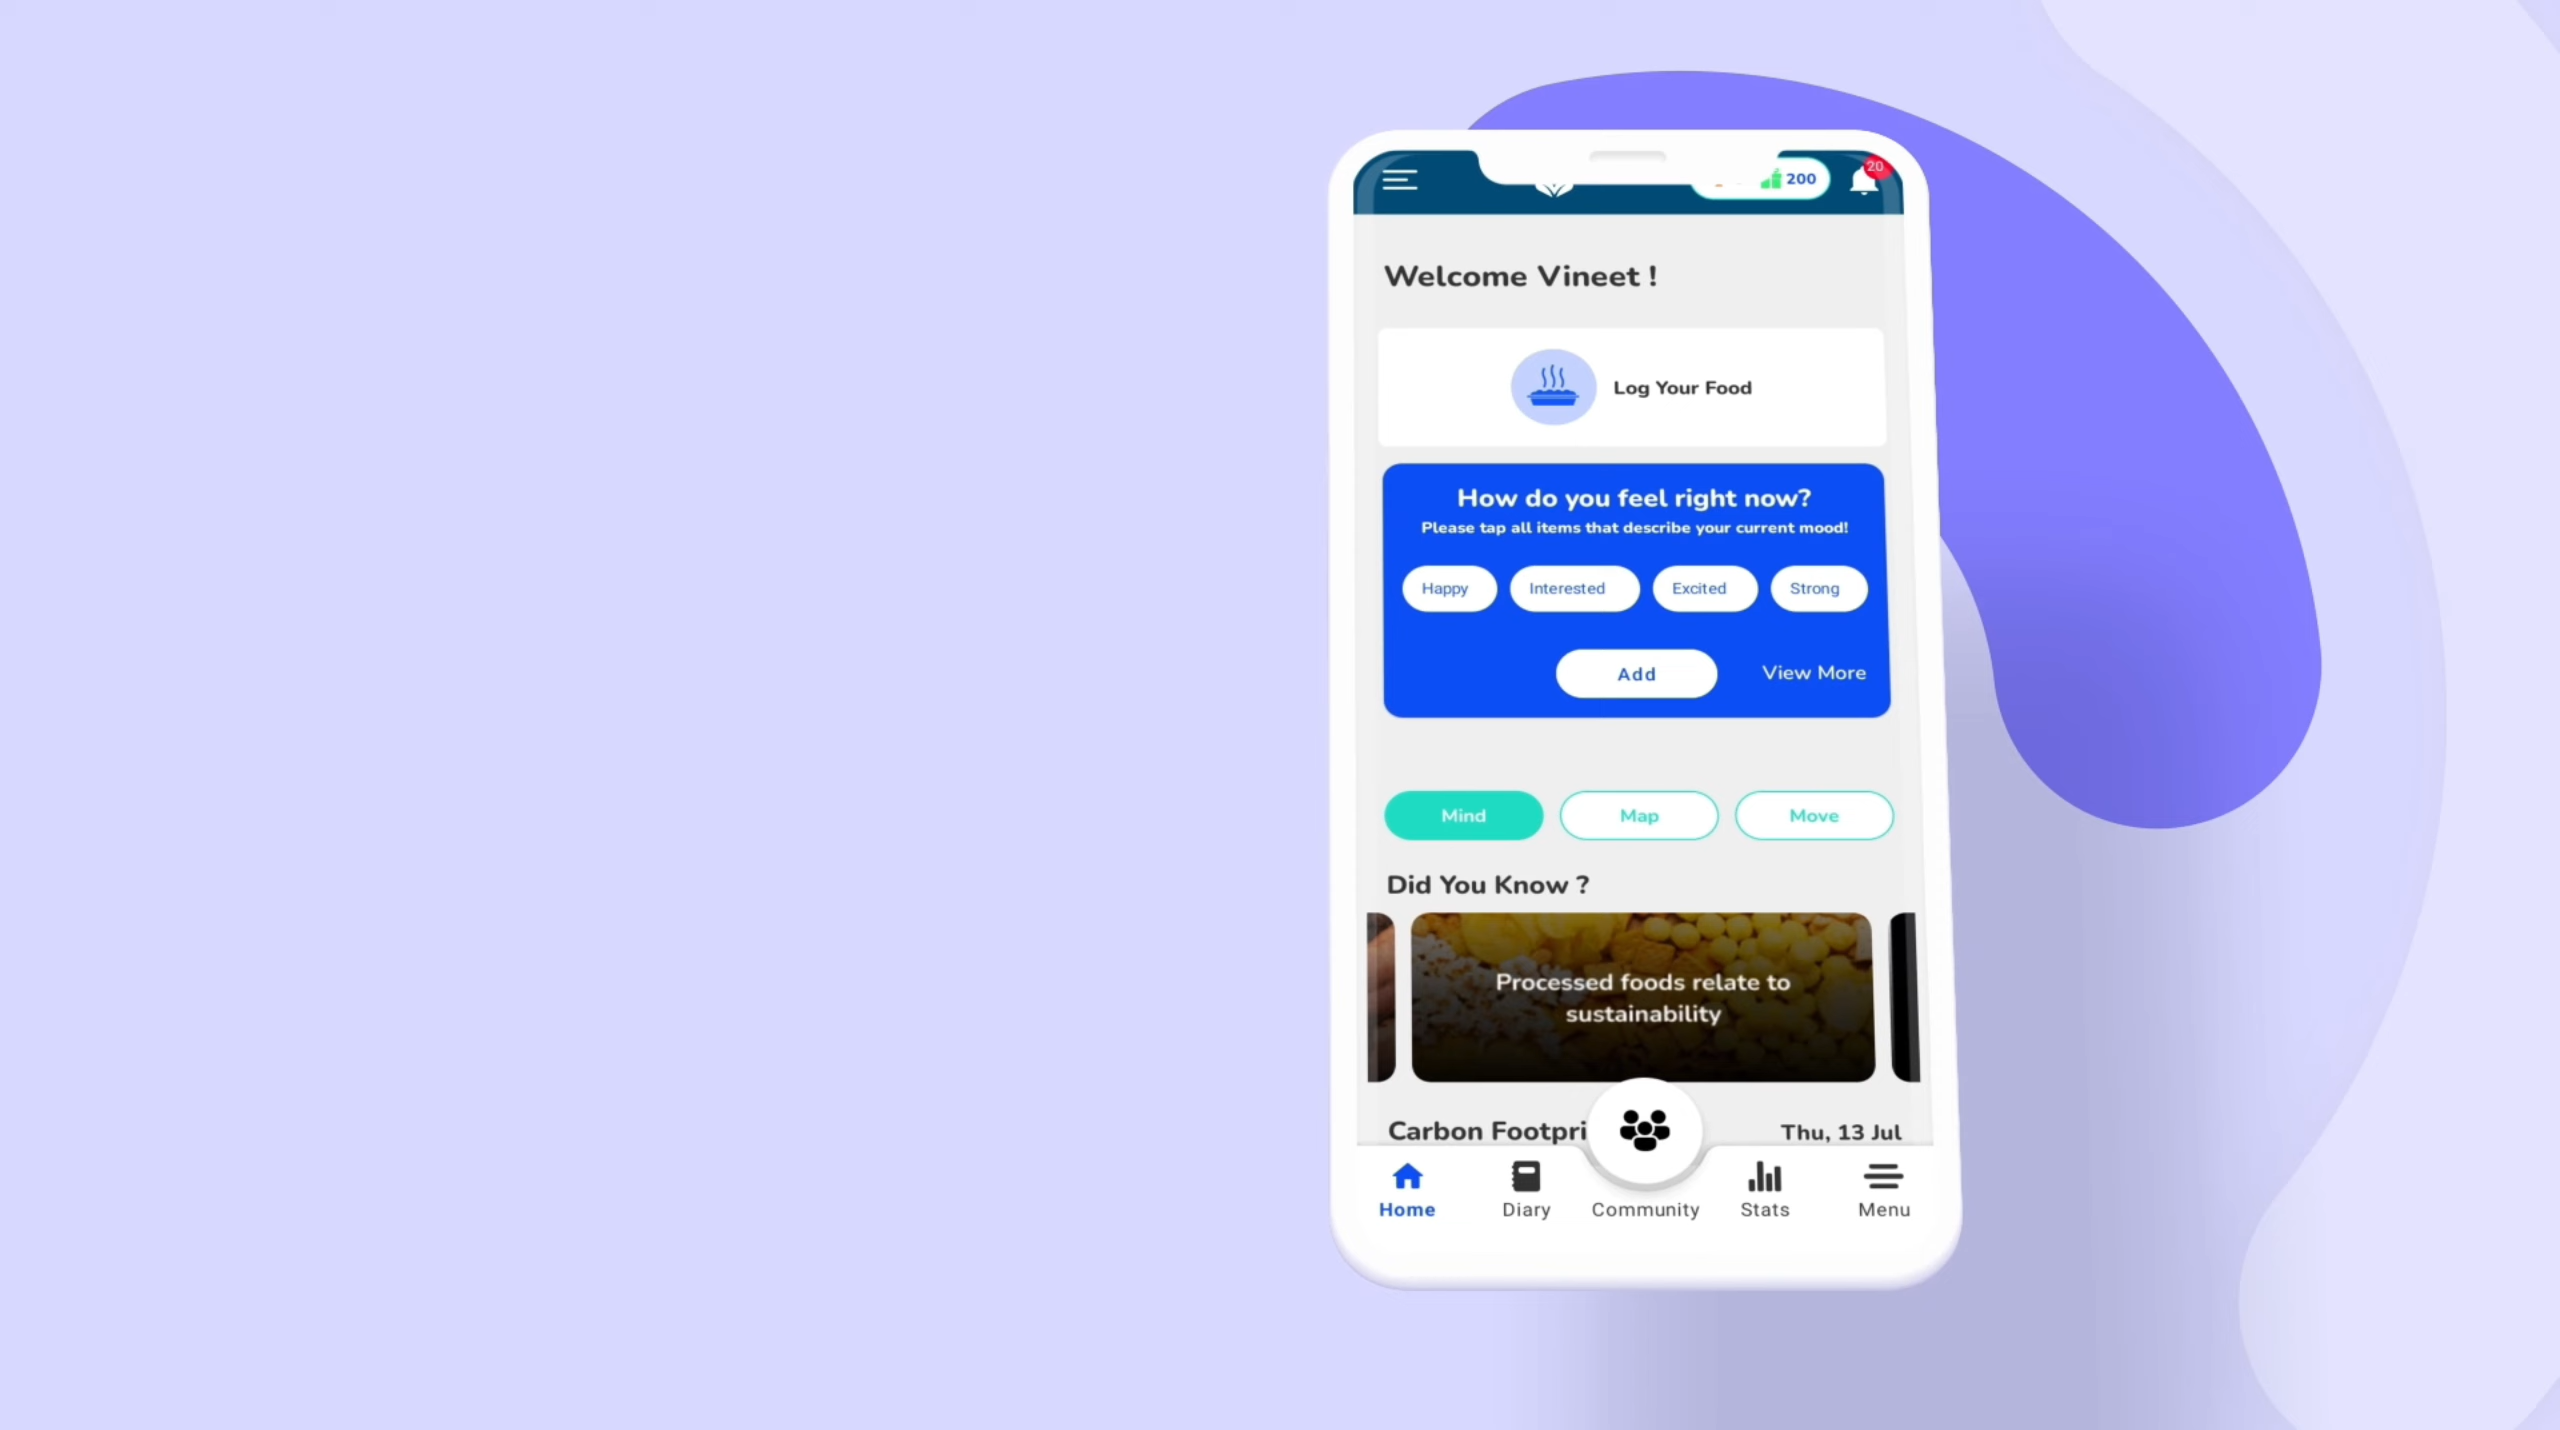 200
20
Welcome Vineet !
Log Your Food
How do you feel right now?
Please tap all items that describe your current mood!
Happy Interested Excited Strong
Add View More
Mind Map Move
Did You Know ?
Processed foods relate to
sustainability
Carbon Footpri Thu, 13 Jul
Home Diary Community Stats Menu